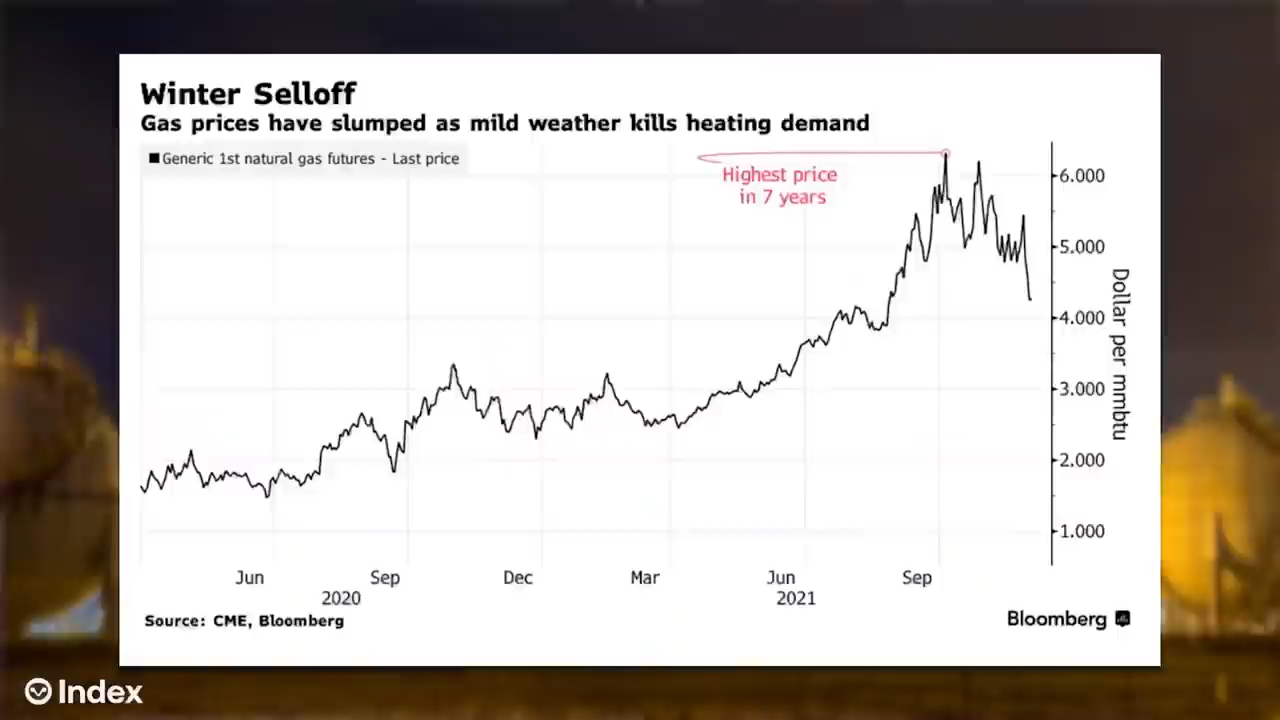 Winter Selloff
Gas prices have slumped as mild weather kills heating demand
Generic 1st natural gas futures - Last price
Highest price
in 7 years
6.000
5.000
4.000
3.000
2.000
1.000
Dollar per mmbtu
Jun Sep Dec Mar Jun Sep
2020 2021
Source: CME, Bloomberg
Bloomberg
Index